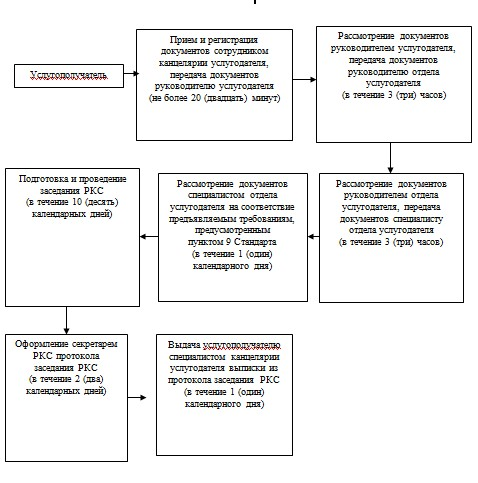 Услугополучатель
Прием и регистрация
документов сотрудником
канцелярии услугодателя,
передача документов
руководителю услугодателя
(не более 20 (двадцать) минут)
Рассмотрение документов
руководителем услугодателя,
передача документов
руководителю отдела
услугодателя
(в течение 3 (три) часов)
Рассмотрение документов
руководителем отдела
услугодателя, передача
документов специалисту
отдела услугодателя
(в течение 3 (три) часов)
Рассмотрение документов
специалистом отдела
услугодателя на соответствие
предъявляемым требованиям,
предусмотренным
пунктом 9 Стандарта
(в течение 1 (один)
календарного дня)
Подготовка и проведение
заседания РКС
(в течение 10 (десять)
календарных дней)
Оформление секретарем
РКС протокола
заседания РКС
(в течение 2 (два)
календарных дней)
Выдача услугополучателю
специалистом канцелярии
услугодателя выписки из
протокола заседания РКС
(в течение 1 (один)
календарного дня)